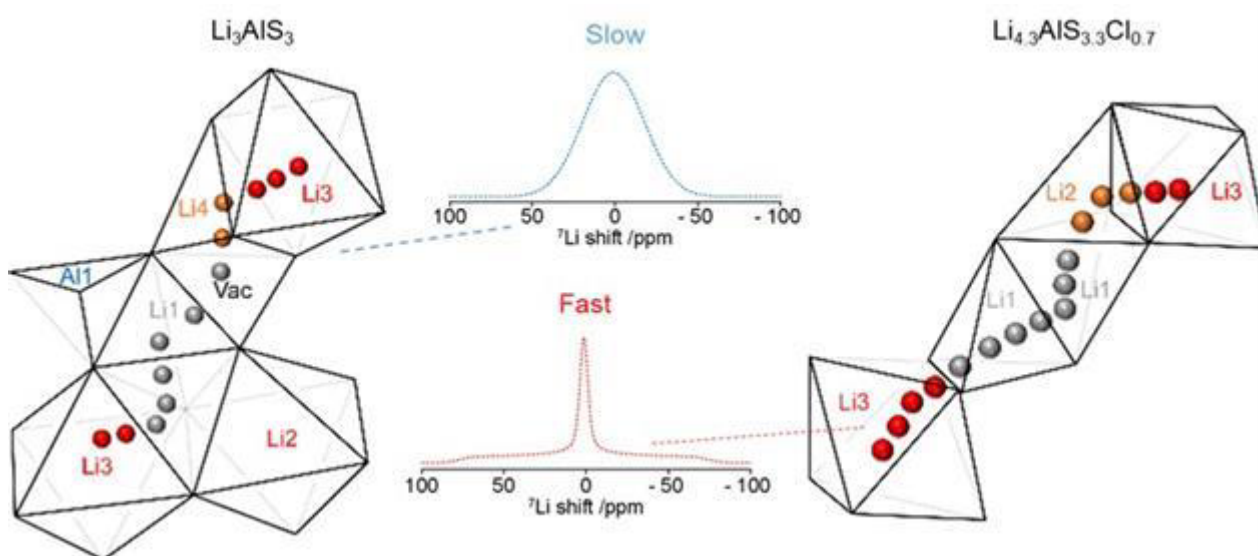 Li3AlS3
Li3
Li4
Al1
Vac
Li1
Li3
Li2
Slow
100 50 0 - 50 - 100
7Li shift /ppm
Fast
100 50 0 - 50 - 100
7Li shift /ppm
Li4.3AlS3.3Cl0.7
Li2
Li3
Li1
Li1
Li3